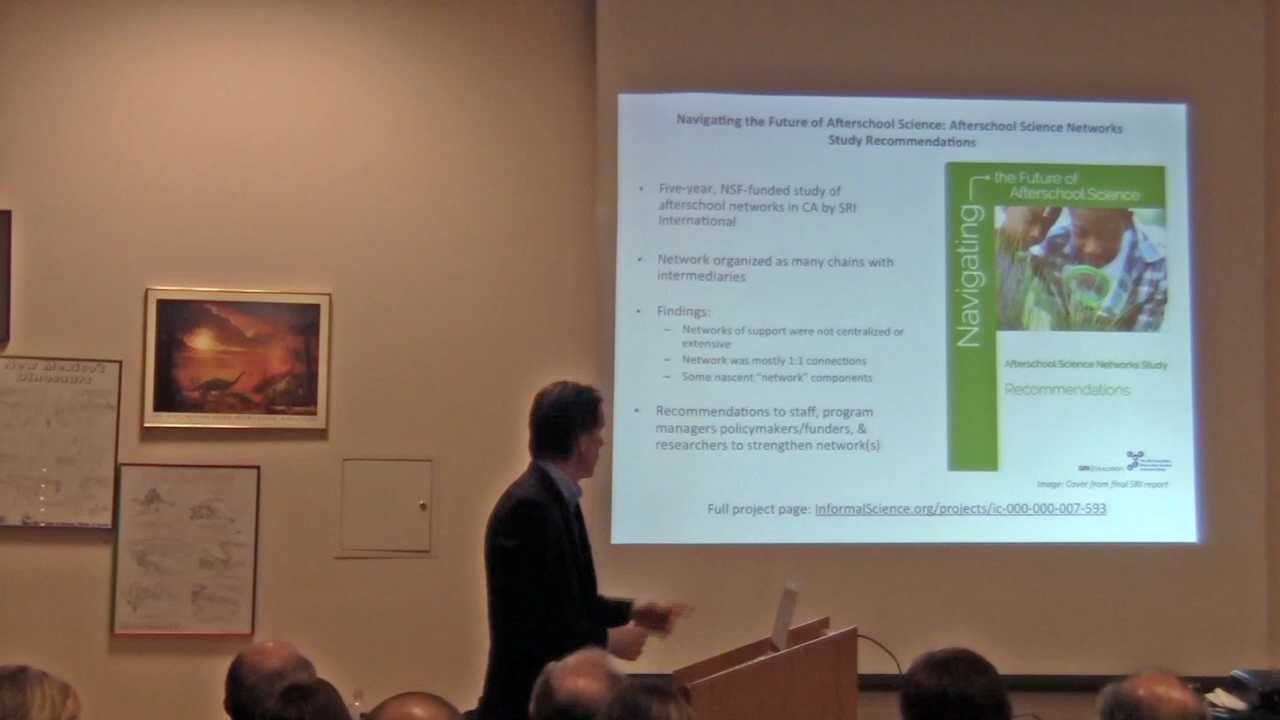 New Mexico's
Dinosaurs
Navigating the Future of Afterschool Science: Afterschool Science Networks
Study Recommendations
• Five-year, NSF-funded study of
afterschool networks in CA by SRI
International
• Network organized as many chains with
intermediaries
• Findings:
– Networks of support were not centralized or
extensive
– Network was mostly 1:1 connections
– Some nascent "network" components
• Recommendations to staff, program
managers policymakers/funders, &
researchers to strengthen network(s)
Navigating
the Future of
Afterschool Science
Afterschool Science Networks Study
Recommendations
SRI Education
Image: Cover from final SRI report
Full project page: InformalScience.org/projects/ic-000-000-007-593